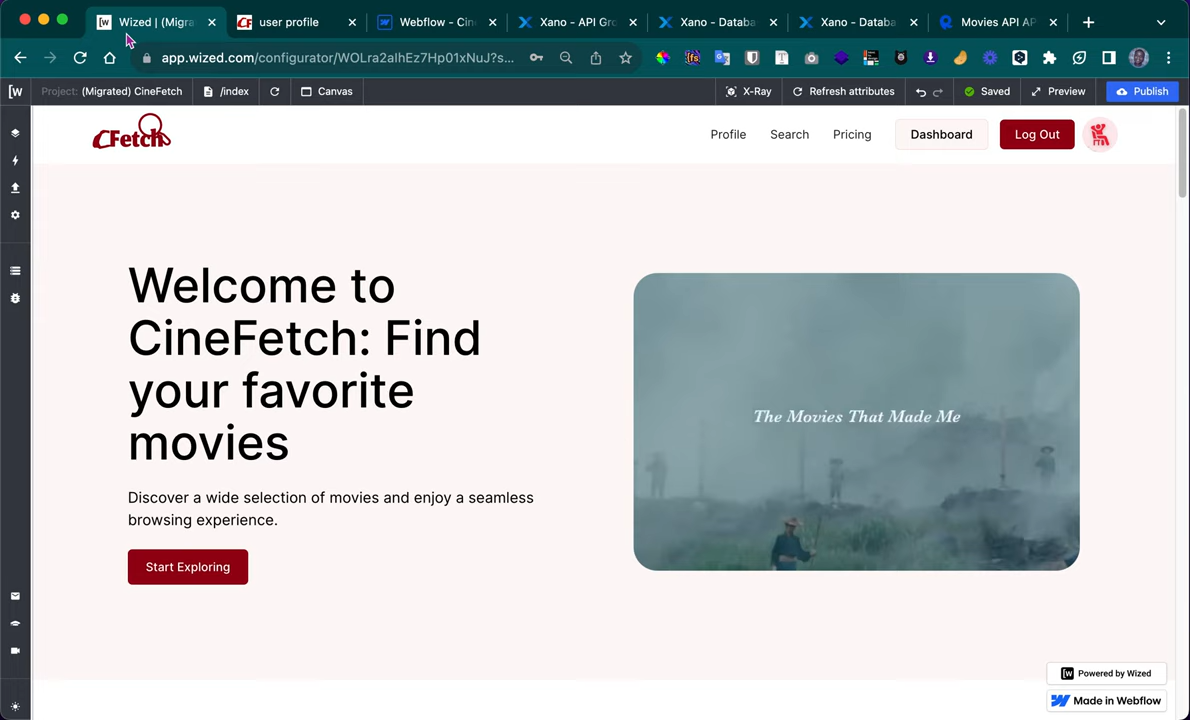 Wized | (Migra
user profile
Webflow - Cin
Xano - API Gr
Xano - Databa
Xano - Databa
Movies API AP
app.wized.com/configurator/WOLra2alhEz7Hp01xNuJ?s...
Project: (Migrated) CineFetch
/index
Canvas
X-Ray
Refresh attributes
Saved
Preview
Publish
CFetch
Profile
Search
Pricing
Dashboard
Log Out
Welcome to
CineFetch: Find
your favorite
movies
The Movies That Made Me
Discover a wide selection of movies and enjoy a seamless
browsing experience.
Start Exploring
Powered by Wized
Made in Webflow